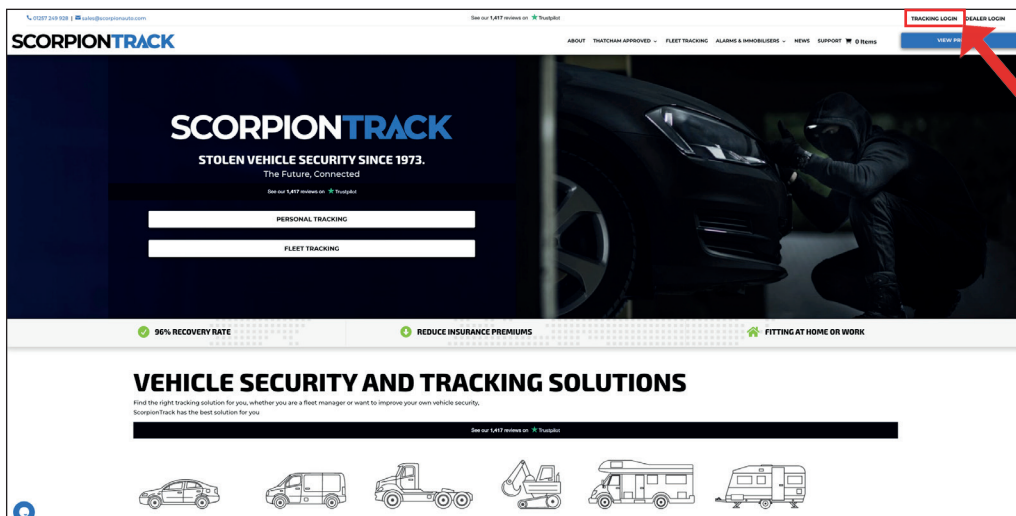 01257 249 928 | sales@scorpionauto.com
See our 1,417 reviews on Trustpilot
TRACKING LOGIN DEALER LOGIN
SCORPIONTRACK
ABOUT THATCHAM APPROVED FLEET TRACKING ALARMS & IMMOBILISERS NEWS SUPPORT 0 Items
VIEW
SCORPIONTRACK
STOLEN VEHICLE SECURITY SINCE 1973.
The Future, Connected
See our 1,417 reviews on Trustpilot
PERSONAL TRACKING
FLEET TRACKING
96% RECOVERY RATE
REDUCE INSURANCE PREMIUMS
FITTING AT HOME OR WORK
VEHICLE SECURITY AND TRACKING SOLUTIONS
Find the right tracking solution for you, whether you are a fleet manager or want to improve your own vehicle security,
ScorpionTrack has the best solution for you
See our 1,417 reviews on Trustpilot